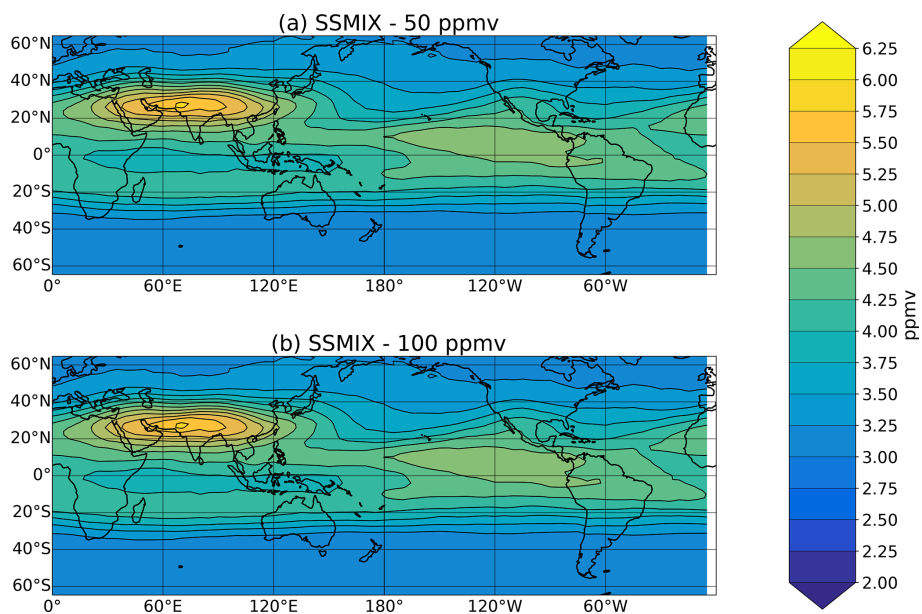 (a) SSMIX - 50 ppmv
60°N
40°N
20°N
0°
20°S
40°S
60°S
0° 60°E 120°E 180° 120°W 60°W
(b) SSMIX - 100 ppmv
60°N
40°N
20°N
0°
20°S
40°S
60°S
0° 60°E 120°E 180° 120°W 60°W
6.25
6.00
5.75
5.50
5.25
5.00
4.75
4.50
4.25
4.00
3.75
3.50
3.25
3.00
2.75
2.50
2.25
2.00
ppmv